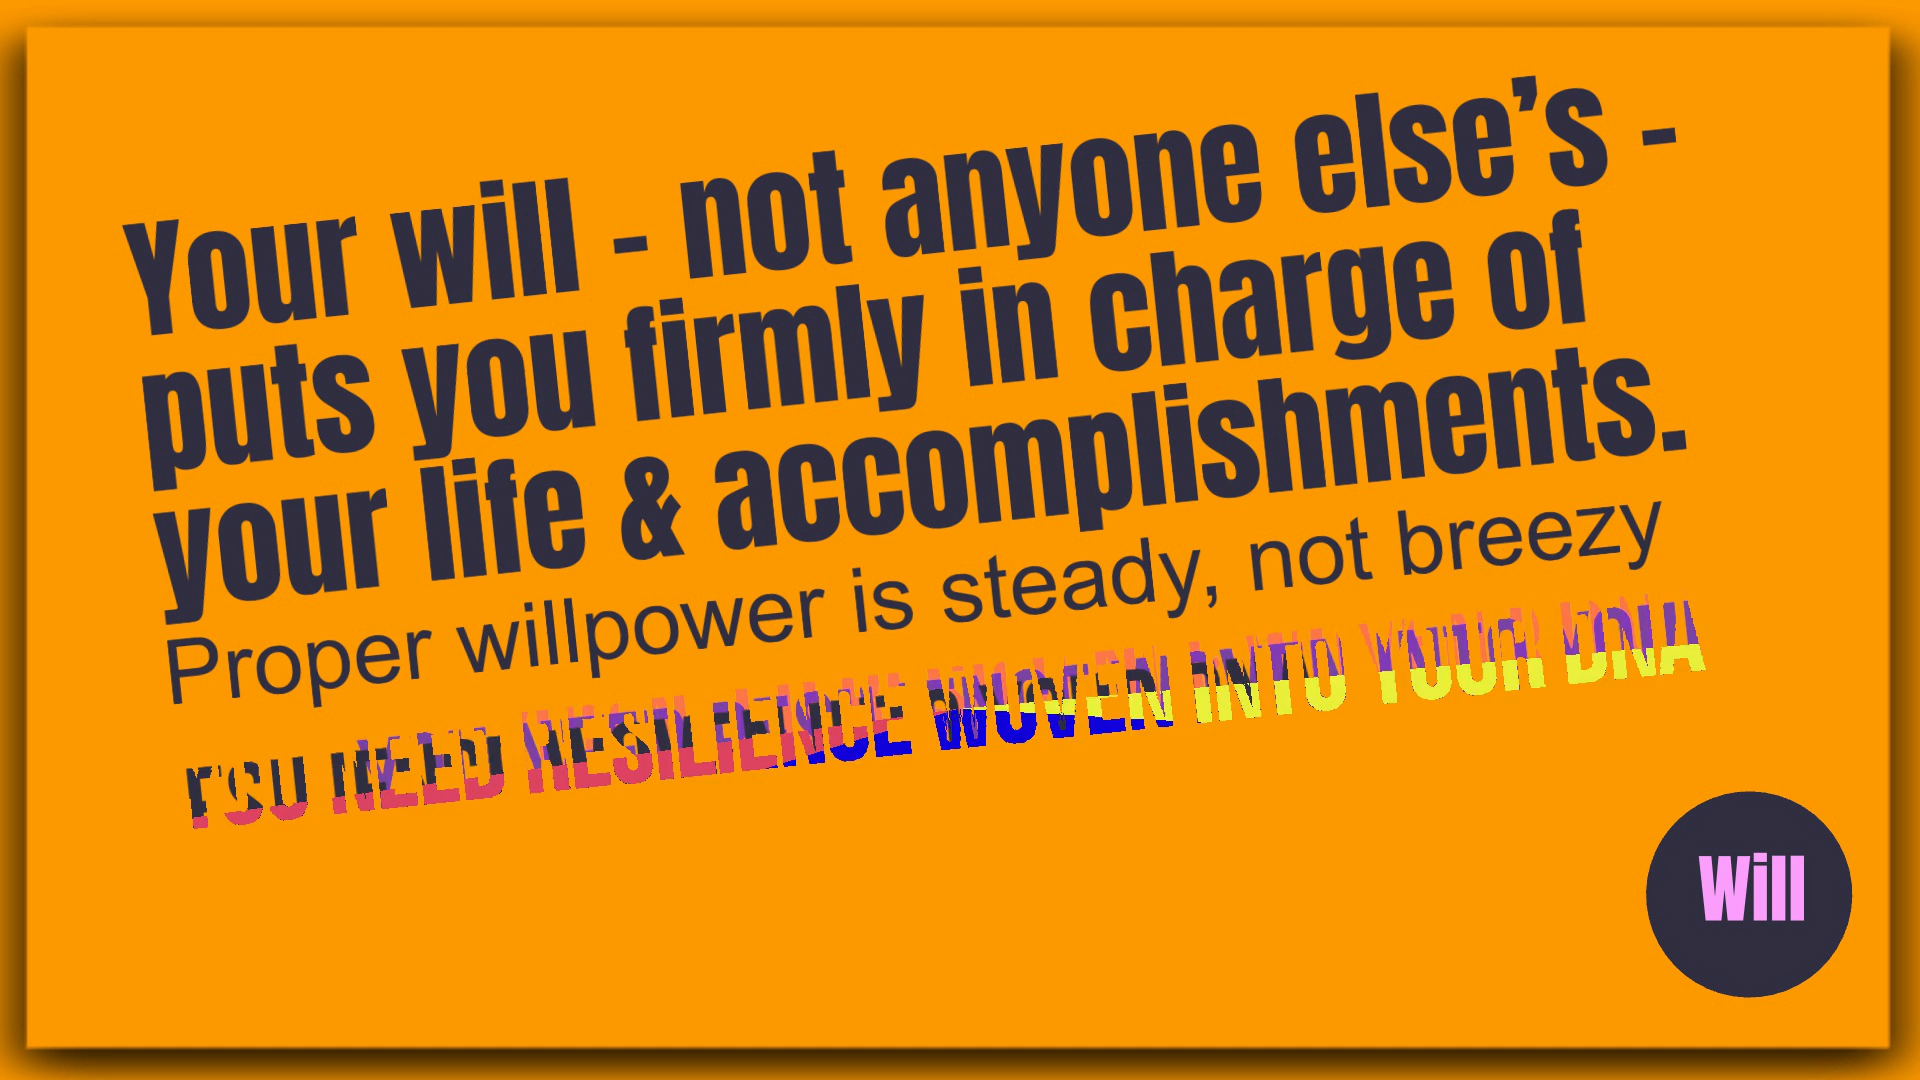 Your will - not anyone else’s -
puts you firmly in charge of
your life & accomplishments.
Proper willpower is steady, not breezy
YOU NEED RESILIENCE WOVEN INTO YOUR DNA
Will